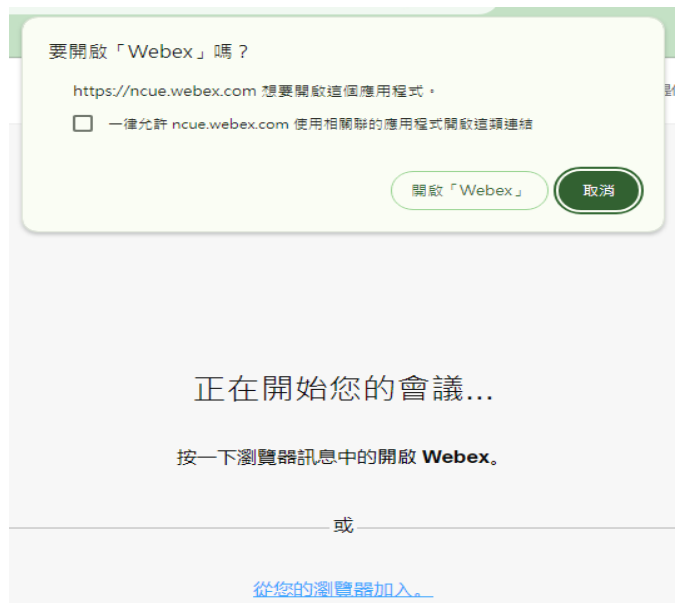 要開啟「Webex」嗎？
https://ncue.webex.com 想要開啟這個應用程式。
一律允許 ncue.webex.com 使用相關聯的應用程式開啟這類連結
開啟「Webex」
取消
正在開始您的會議...
按一下瀏覽器訊息中的開啟 Webex。
或
從您的瀏覽器加入。